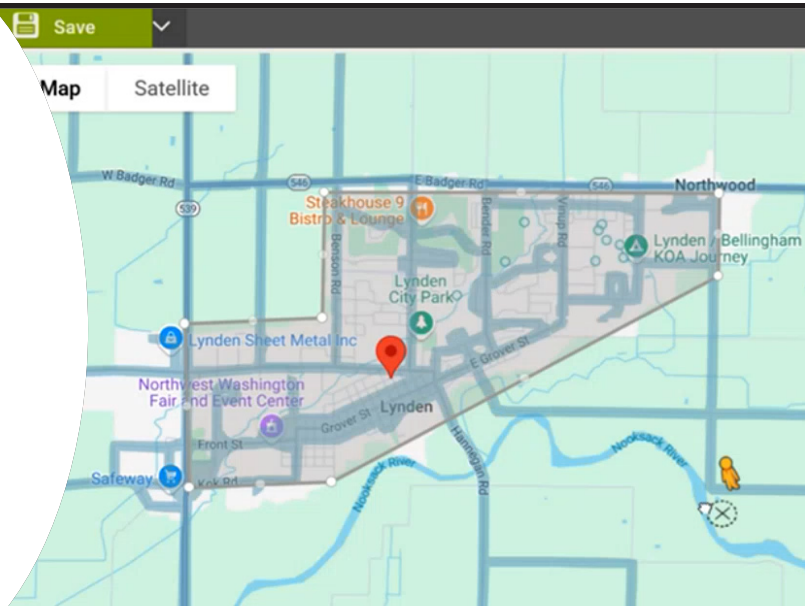 Save
Map
Satellite
W Badger Rd
546
E Badger Rd
546
Northwood
539
Steakhouse 9
Bistro & Lounge
Benson Rd
Bender Rd
Vinup Rd
Lynden / Bellingham
KOA Journey
Lynden
City Park
Lynden Sheet Metal Inc
E Grover St
Northwest Washington
Fair and Event Center
Lynden
Grover St
Front St
Hannegan Rd
Nooksack River
Nooksack River
Safeway
Kok Rd